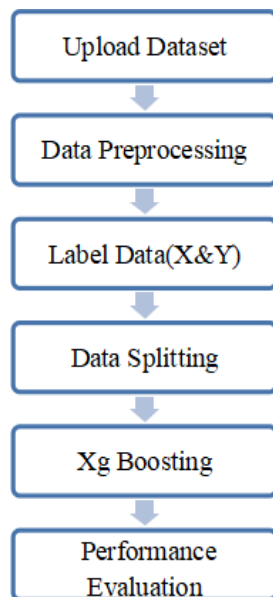 Upload Dataset
Data Preprocessing
Label Data(X&Y)
Data Splitting
Xg Boosting
Performance
Evaluation